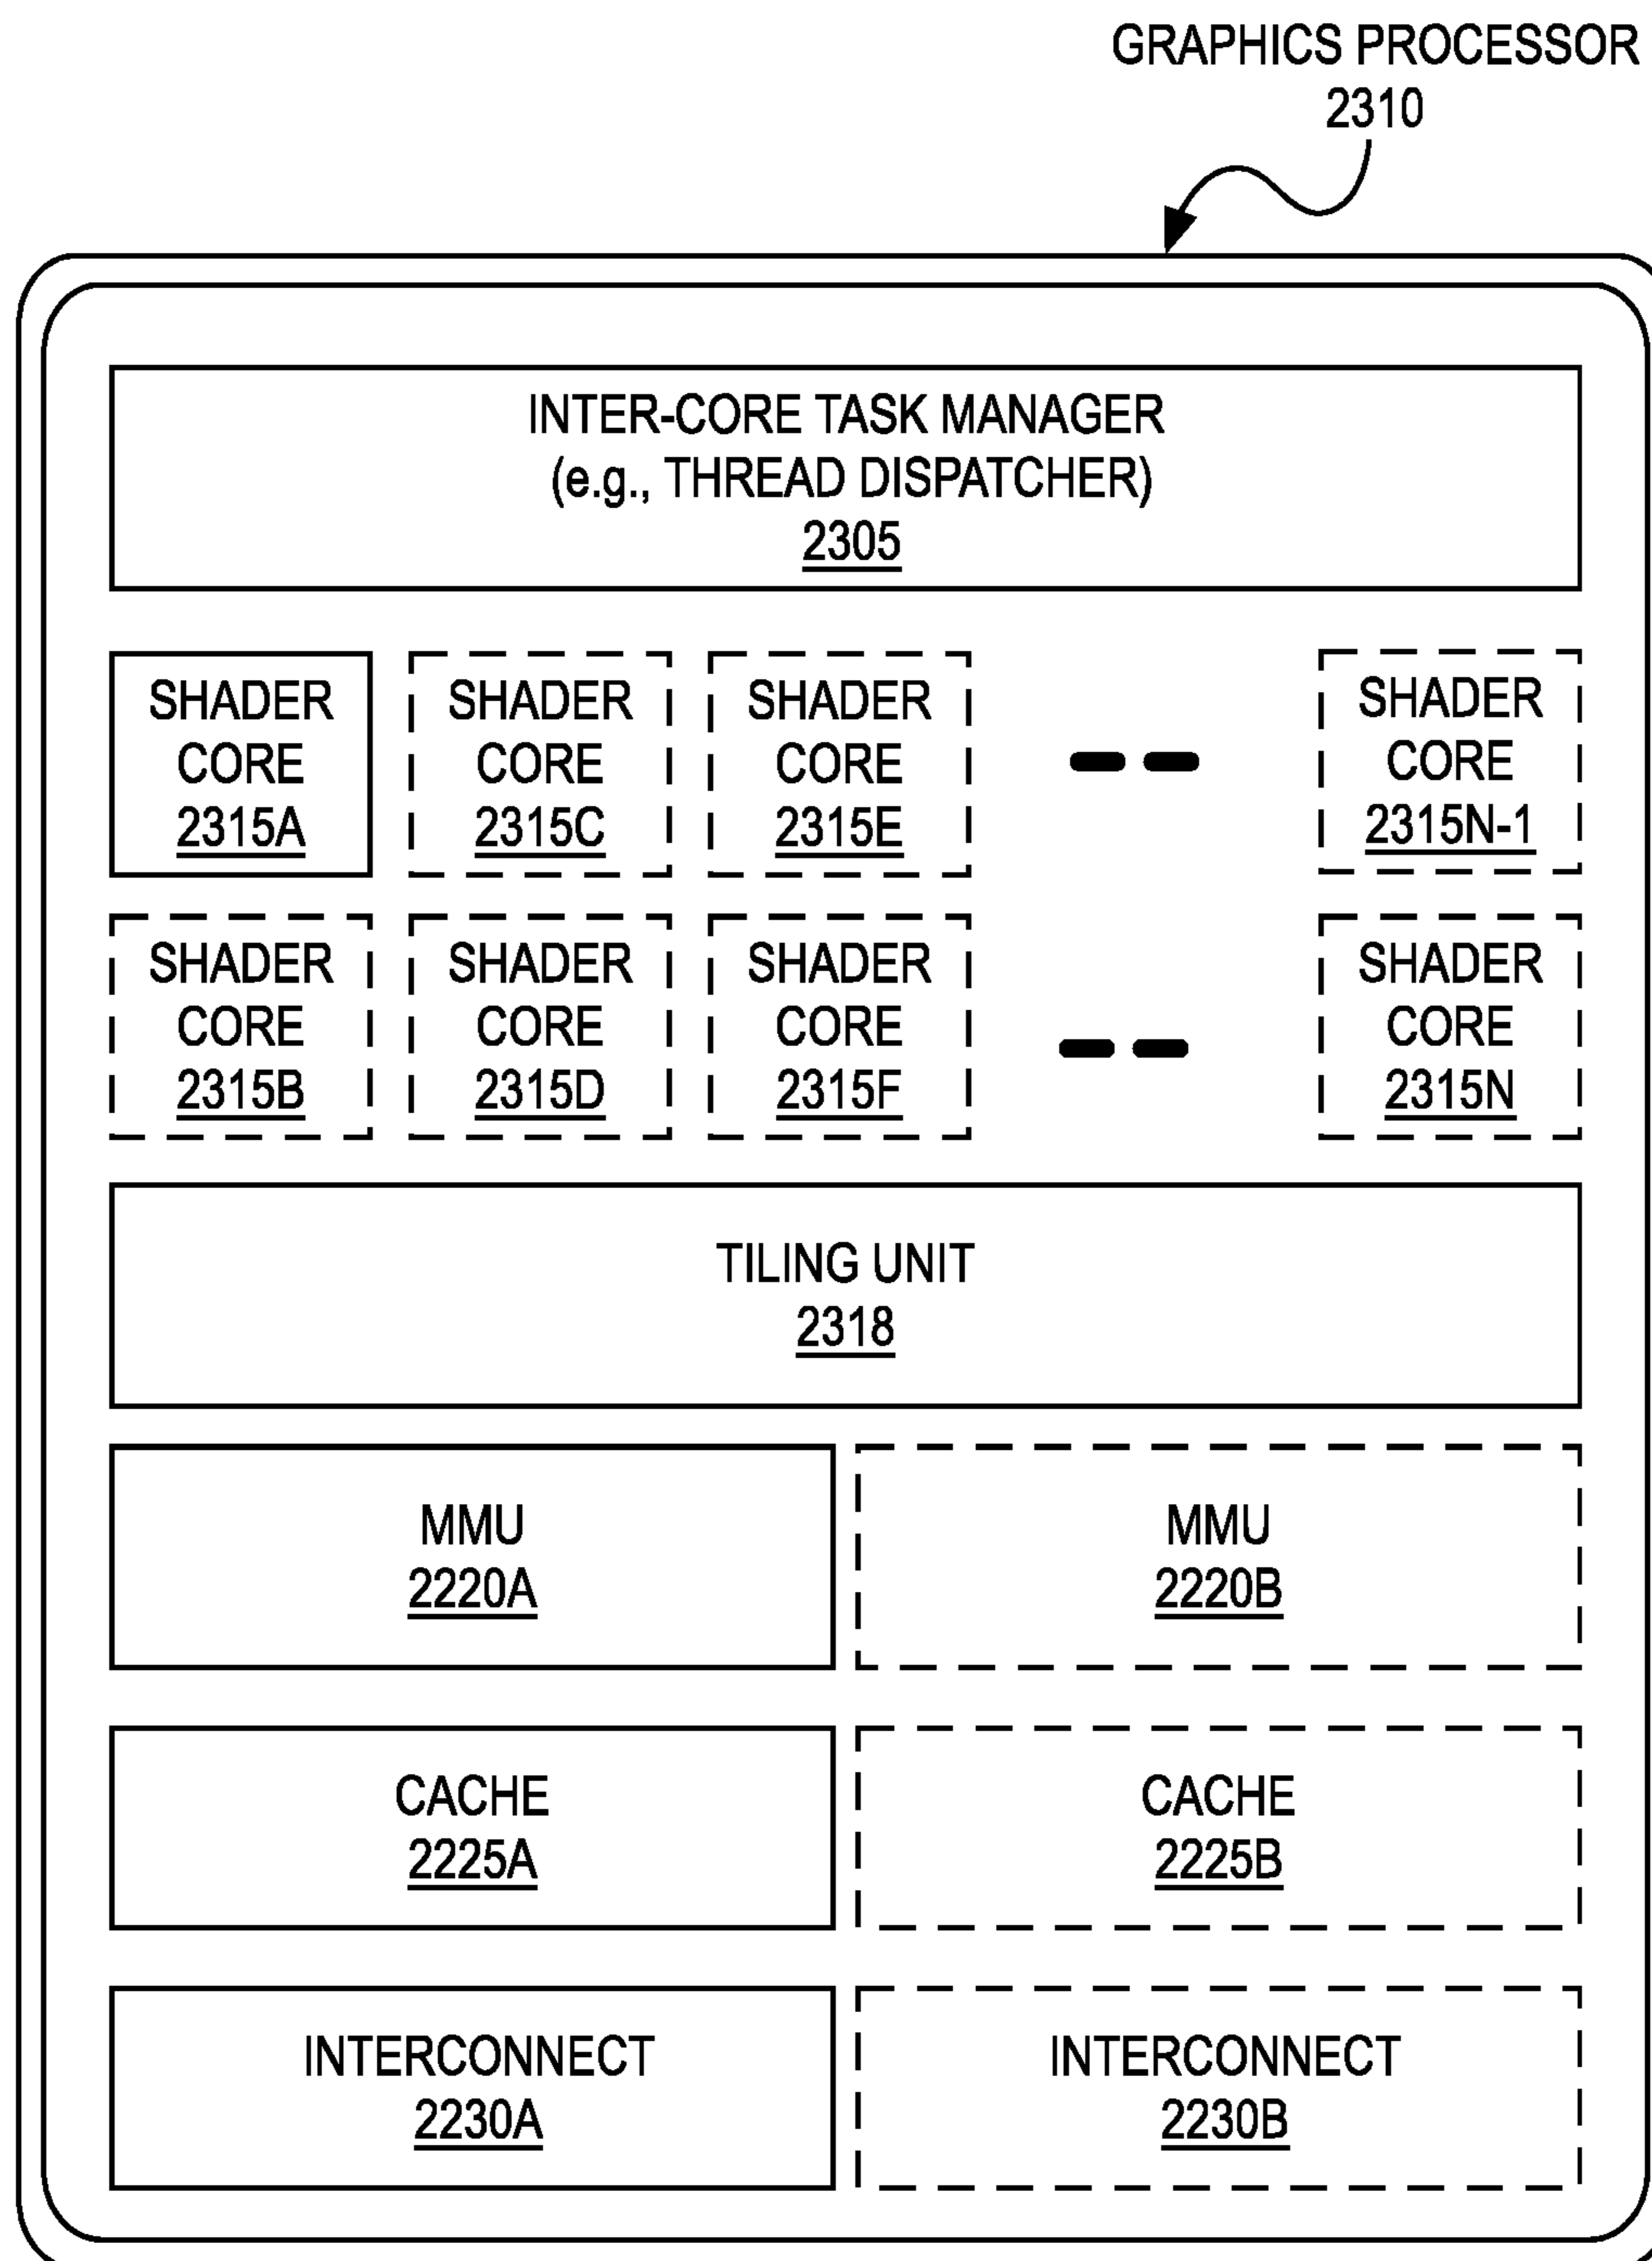 GRAPHICS PROCESSOR
2310
INTER-CORE TASK MANAGER
(e.g., THREAD DISPATCHER)
2305
SHADER
CORE
2315A
SHADER
CORE
2315C
SHADER
CORE
2315E
SHADER
CORE
2315N-1
SHADER
CORE
2315B
SHADER
CORE
2315D
SHADER
CORE
2315F
SHADER
CORE
2315N
TILING UNIT
2318
MMU
2220A
MMU
2220B
CACHE
2225A
CACHE
2225B
INTERCONNECT
2230A
INTERCONNECT
2230B